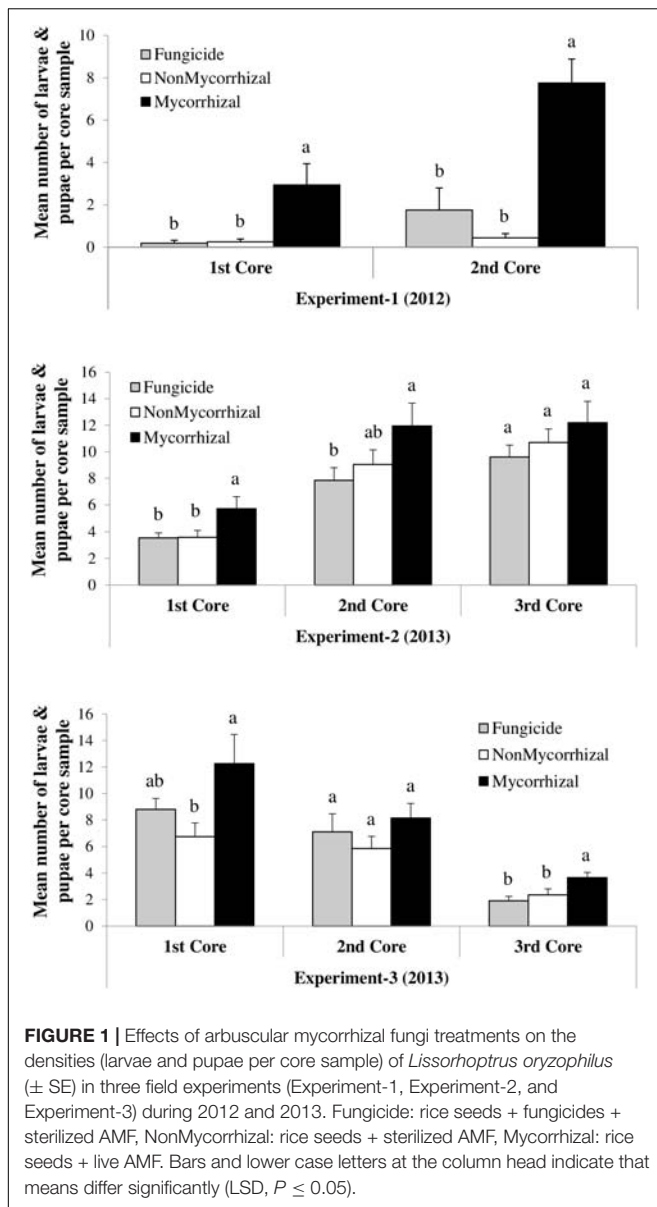 Mean number of larvae &
pupae per core sample
10
8
6
4
2
0
Fungicide
NonMycorrhizal
Mycorrhizal
b
b
a
b
b
a
1st Core
2nd Core
Experiment-1 (2012)
Mean number of larvae &
pupae per core sample
16
14
12
10
8
6
4
2
0
Fungicide
NonMycorrhizal
Mycorrhizal
b
b
a
b
ab
a
a
a
a
1st Core
2nd Core
3rd Core
Experiment-2 (2013)
Mean number of larvae &
pupae per core sample
16
14
12
10
8
6
4
2
0
Fungicide
NonMycorrhizal
Mycorrhizal
ab
b
a
a
a
a
b
b
a
1st Core
2nd Core
3rd Core
Experiment-3 (2013)
FIGURE 1 | Effects of arbuscular mycorrhizal fungi treatments on the
densities (larvae and pupae per core sample) of Lissorhoptrus oryzophilus
(± SE) in three field experiments (Experiment-1, Experiment-2, and
Experiment-3) during 2012 and 2013. Fungicide: rice seeds + fungicides +
sterilized AMF, NonMycorrhizal: rice seeds + sterilized AMF, Mycorrhizal: rice
seeds + live AMF. Bars and lower case letters at the column head indicate that
means differ significantly (LSD, P ≤ 0.05).